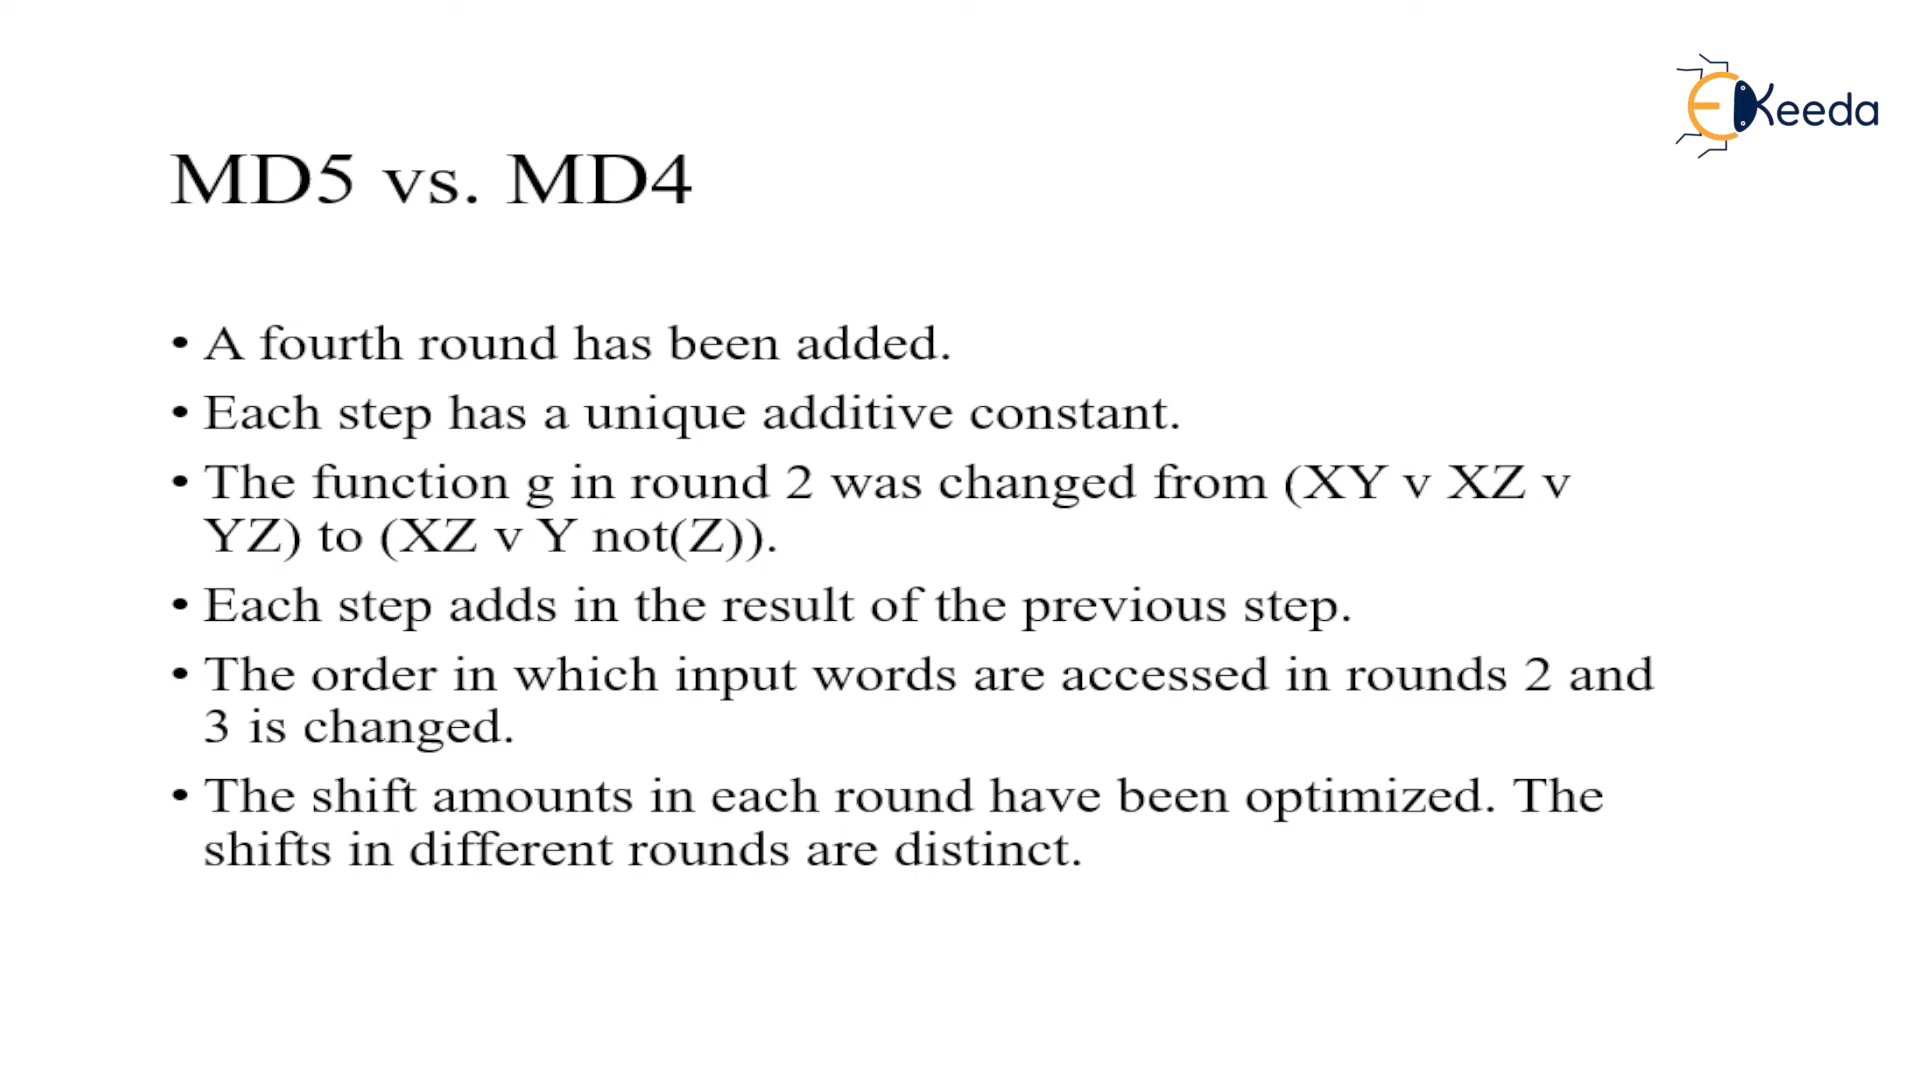 EKeeda
MD5 vs. MD4
• A fourth round has been added.
• Each step has a unique additive constant.
• The function g in round 2 was changed from (XY v XZ v
YZ) to (XZ v Y not(Z)).
• Each step adds in the result of the previous step.
• The order in which input words are accessed in rounds 2 and
3 is changed.
• The shift amounts in each round have been optimized. The
shifts in different rounds are distinct.